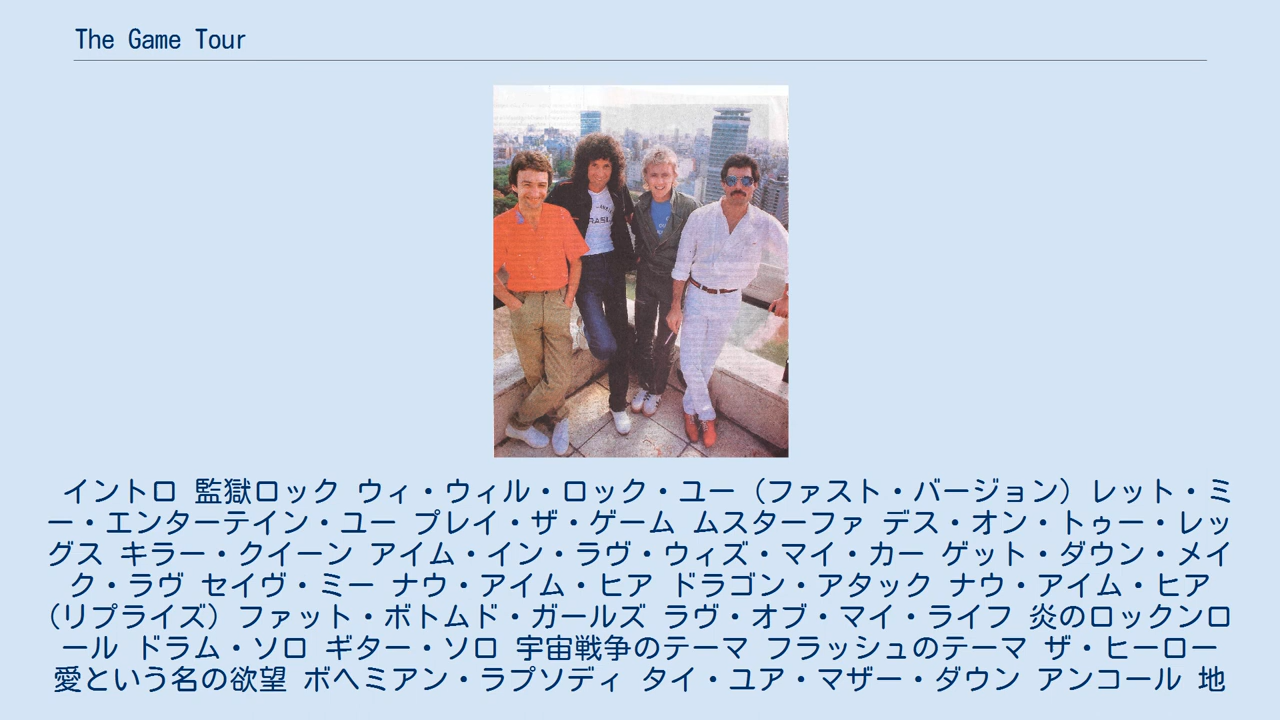 The Game Tour
イントロ 監獄ロック ウィ・ウィル・ロック・ユー（ファスト・バージョン）レット・ミ
ー・エンターテイン・ユー プレイ・ザ・ゲーム ムスターファ デス・オン・トゥー・レッ
グス キラー・クイーン アイム・イン・ラヴ・ウィズ・マイ・カー ゲット・ダウン・メイ
ク・ラヴ セイヴ・ミー ナウ・アイム・ヒア ドラゴン・アタック ナウ・アイム・ヒア
（リプライズ）ファット・ボトムド・ガールズ ラヴ・オブ・マイ・ライフ 炎のロックンロ
ール ドラム・ソロ ギター・ソロ 宇宙戦争のテーマ フラッシュのテーマ ザ・ヒーロー
愛という名の欲望 ボヘミアン・ラプソディ タイ・ユア・マザー・ダウン アンコール 地